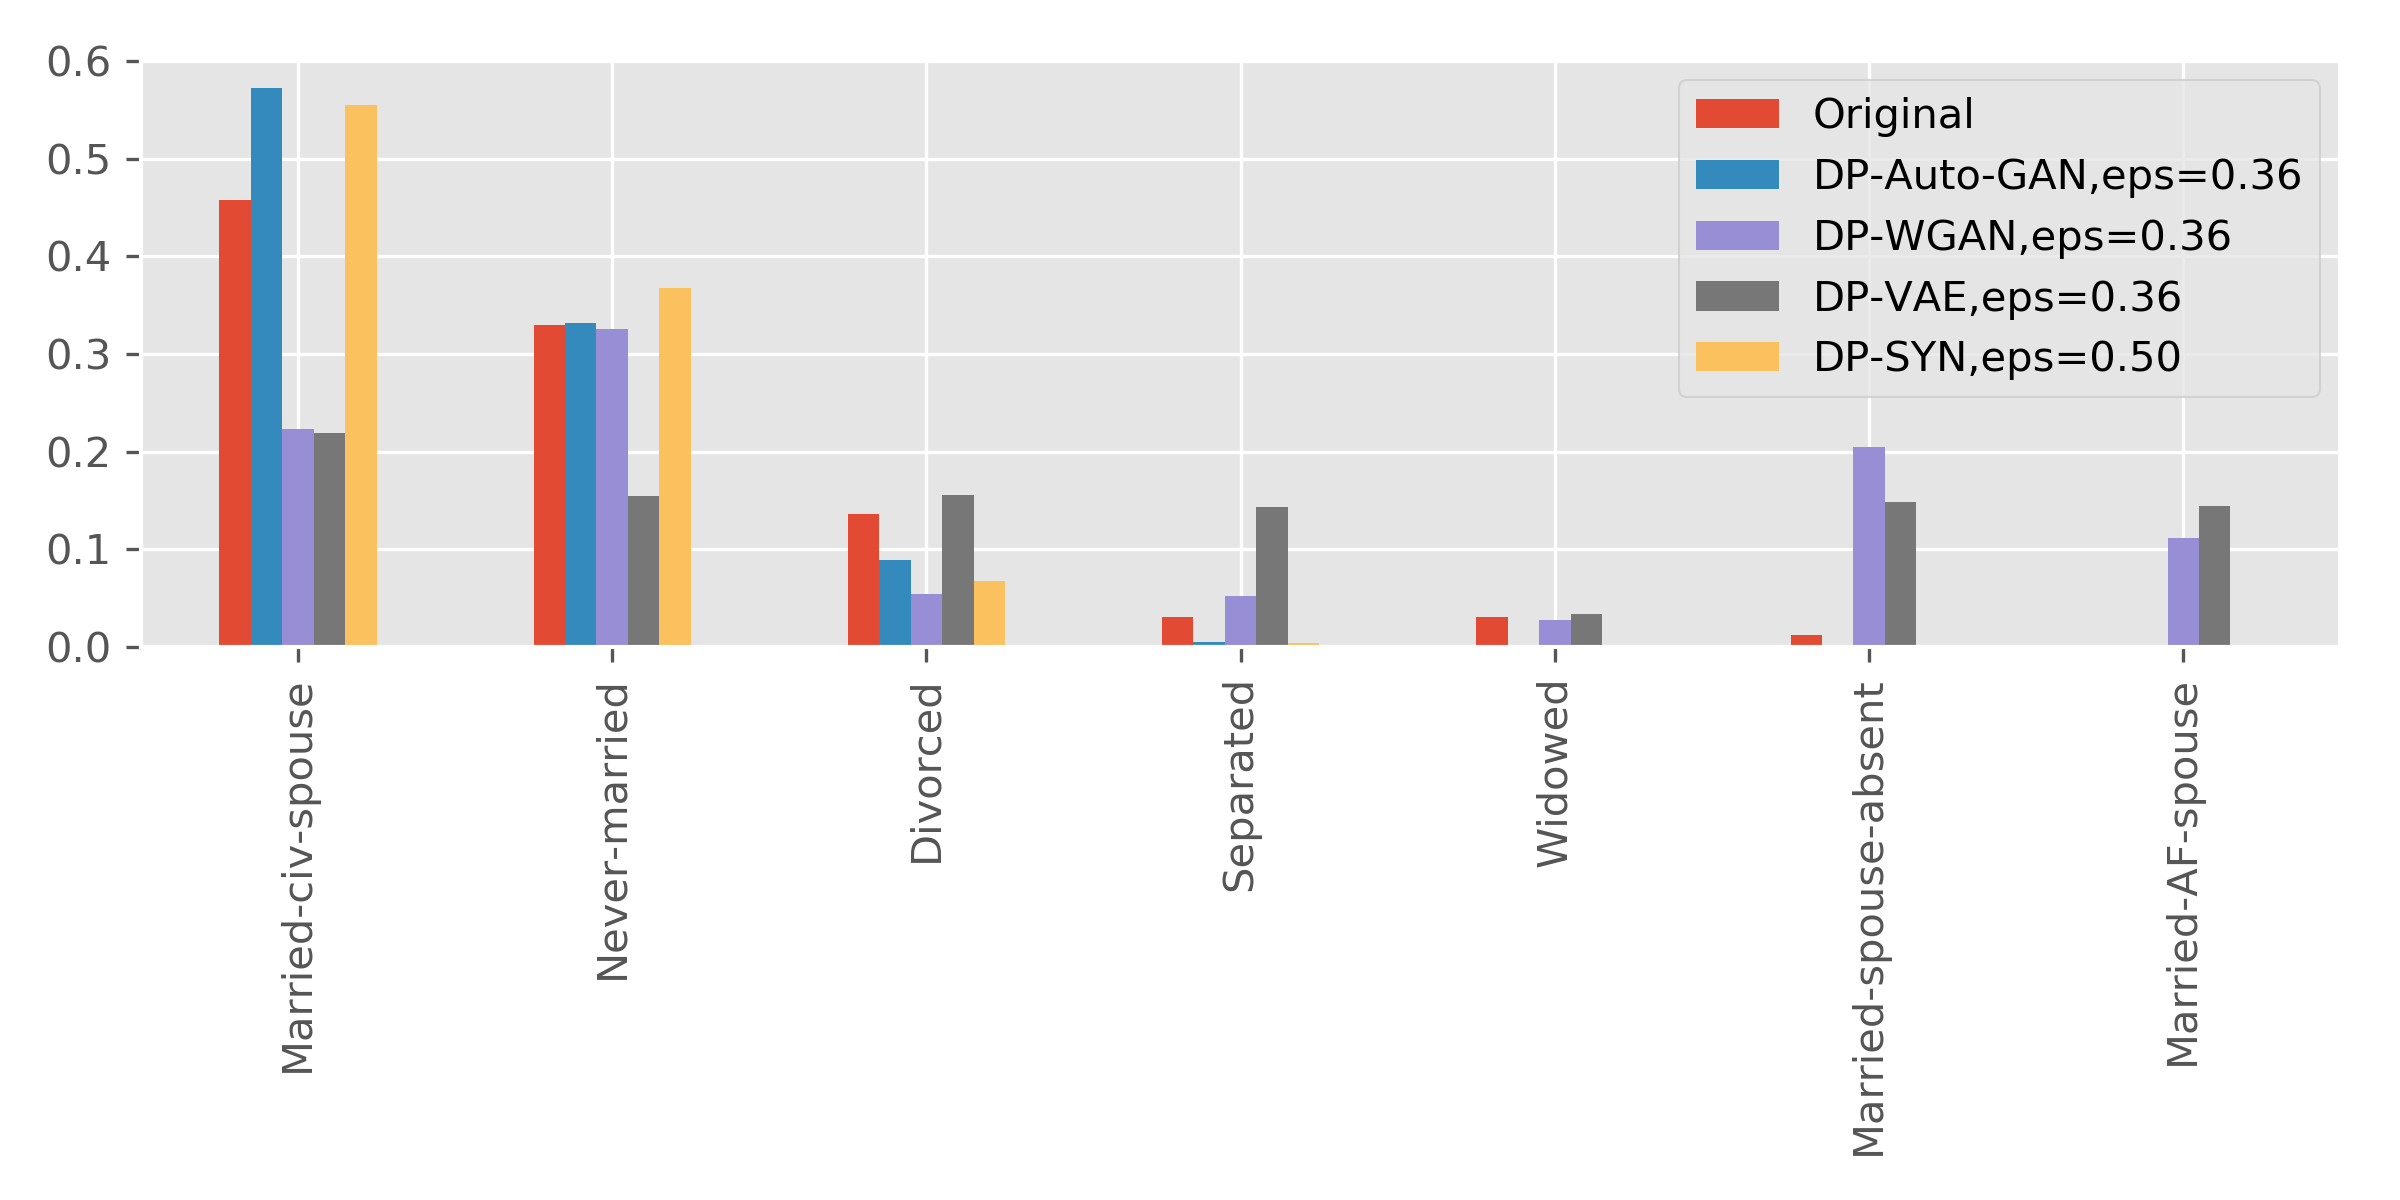 0.6
0.5
0.4
0.3
0.2
0.1
0.0
Original
DP-Auto-GAN,eps=0.36
DP-WGAN,eps=0.36
DP-VAE,eps=0.36
DP-SYN,eps=0.50
Married-civ-spouse
Never-married
Divorced
Separated
Widowed
Married-spouse-absent
Married-AF-spouse